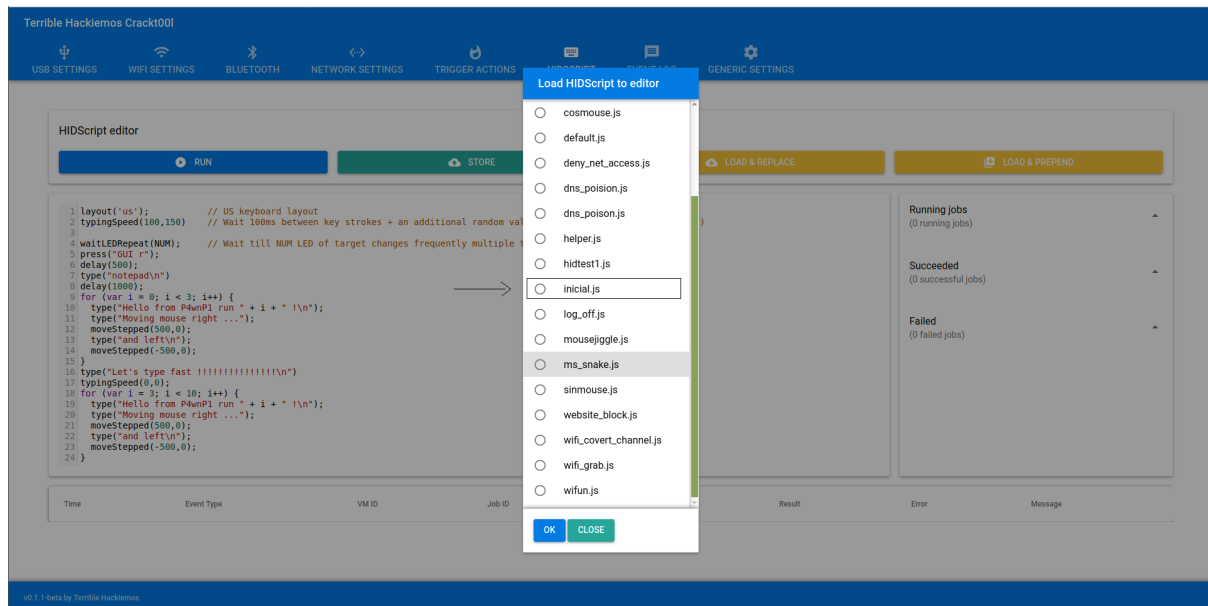 Terrible Hackiemos Crackt00l
USB SETTINGS
WIFI SETTINGS
BLUETOOTH
NETWORK SETTINGS
TRIGGER ACTIONS
HIDSCRIPT
EVENT LOG
GENERIC SETTINGS
HIDScript editor
RUN
STORE
LOAD & REPLACE
LOAD & PREPEND
1 layout('us'); // US keyboard layout
2 typingSpeed(100,150) // Wait 100ms between key strokes + an additional random val )
3
4 waitLEDRepeat(NUM); // Wait till NUM LED of target changes frequently multiple t
5 press("GUI r");
6 delay(500);
7 type("notepad\n")
8 delay(1000);
9 for (var i = 0; i < 3; i++) {
10 type("Hello from P4wnP1 run " + i + " !\n");
11 type("Moving mouse right ...");
12 moveStepped(500,0);
13 type("and left\n");
14 moveStepped(-500,0);
15 }
16 type("Let's type fast !!!!!!!!!!!!!!!\n")
17 typingSpeed(0,0);
18 for (var i = 3; i < 10; i++) {
19 type("Hello from P4wnP1 run " + i + " !\n");
20 type("Moving mouse right ...");
21 moveStepped(500,0);
22 type("and left\n");
23 moveStepped(-500,0);
24 }
Load HIDScript to editor
cosmouse.js
default.js
deny_net_access.js
dns_poision.js
dns_poison.js
helper.js
hidtest1.js
inicial.js
log_off.js
mousejiggle.js
ms_snake.js
sinmouse.js
website_block.js
wifi_covert_channel.js
wifi_grab.js
wifun.js
OK
CLOSE
Running jobs
(0 running jobs)
Succeeded
(0 successful jobs)
Failed
(0 failed jobs)
Time
Event Type
VM ID
Job ID
Result
Error
Message
v0.1.1-beta by Terrible Hackiemos